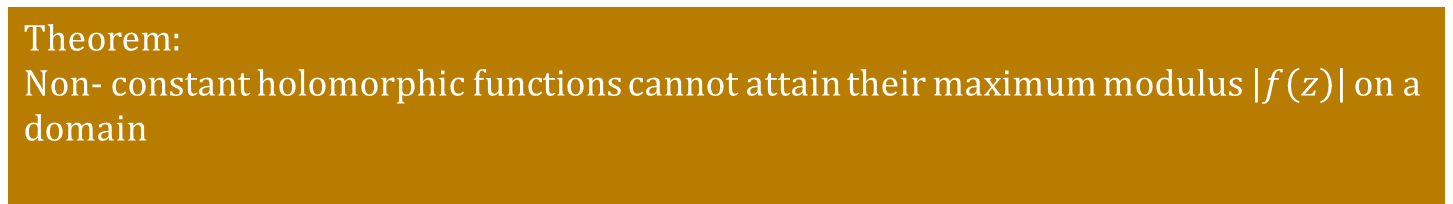 Theorem:
Non- constant holomorphic functions cannot attain their maximum modulus |f(z)| on a
domain